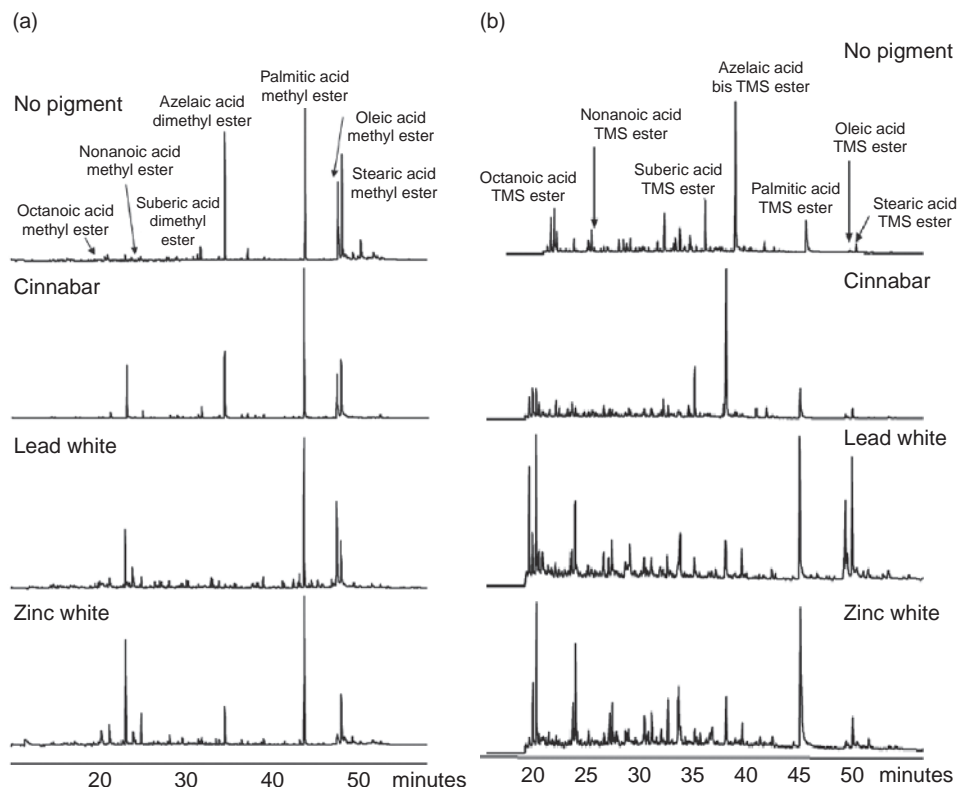 (a)
No pigment
Octanoic acid
methyl ester
Nonanoic acid
methyl ester
Suberic acid
dimethyl
ester
Azelaic acid
dimethyl ester
Palmitic acid
methyl ester
Oleic acid
methyl ester
Stearic acid
methyl ester
Cinnabar
Lead white
Zinc white
20 30 40 50 minutes
(b)
No pigment
Octanoic acid
TMS ester
Nonanoic acid
TMS ester
Suberic acid
TMS ester
Azelaic acid
bis TMS ester
Palmitic acid
TMS ester
Oleic acid
TMS ester
Stearic acid
TMS ester
Cinnabar
Lead white
Zinc white
20 25 30 35 40 45 50 minutes